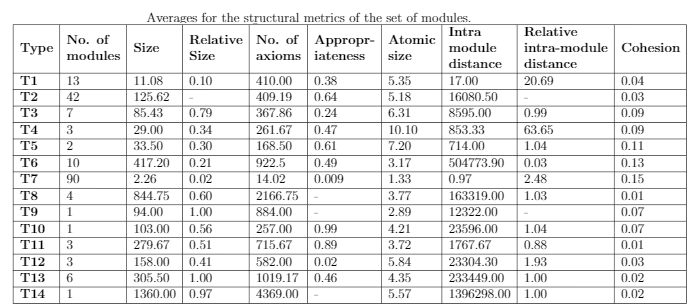 Averages for the structural metrics of the set of modules.
Type | No. of modules | Size | Relative Size | No. of axioms | Appropr-iateness | Atomic size | Intra module distance | Relative intra-module distance | Cohesion
T1 | 13 | 11.08 | 0.10 | 410.00 | 0.38 | 5.35 | 17.00 | 20.69 | 0.04
T2 | 42 | 125.62 | - | 409.19 | 0.64 | 5.18 | 16080.50 | - | 0.03
T3 | 7 | 85.43 | 0.79 | 367.86 | 0.24 | 6.31 | 8595.00 | 0.99 | 0.09
T4 | 3 | 29.00 | 0.34 | 261.67 | 0.47 | 10.10 | 853.33 | 63.65 | 0.09
T5 | 2 | 33.50 | 0.30 | 168.50 | 0.61 | 7.20 | 714.00 | 1.04 | 0.11
T6 | 10 | 417.20 | 0.21 | 922.5 | 0.49 | 3.17 | 504773.90 | 0.03 | 0.13
T7 | 90 | 2.26 | 0.02 | 14.02 | 0.009 | 1.33 | 0.97 | 2.48 | 0.15
T8 | 4 | 844.75 | 0.60 | 2166.75 | - | 3.77 | 163319.00 | 1.03 | 0.01
T9 | 1 | 94.00 | 1.00 | 884.00 | - | 2.89 | 12322.00 | - | 0.07
T10 | 1 | 103.00 | 0.56 | 257.00 | 0.99 | 4.21 | 23596.00 | 1.04 | 0.07
T11 | 3 | 279.67 | 0.51 | 715.67 | 0.89 | 3.72 | 1767.67 | 0.88 | 0.01
T12 | 3 | 158.00 | 0.41 | 582.00 | 0.02 | 5.84 | 23304.30 | 1.93 | 0.03
T13 | 6 | 305.50 | 1.00 | 1019.17 | 0.46 | 4.35 | 233449.00 | 1.00 | 0.02
T14 | 1 | 1360.00 | 0.97 | 4369.00 | - | 5.57 | 1396298.00 | 1.00 | 0.02